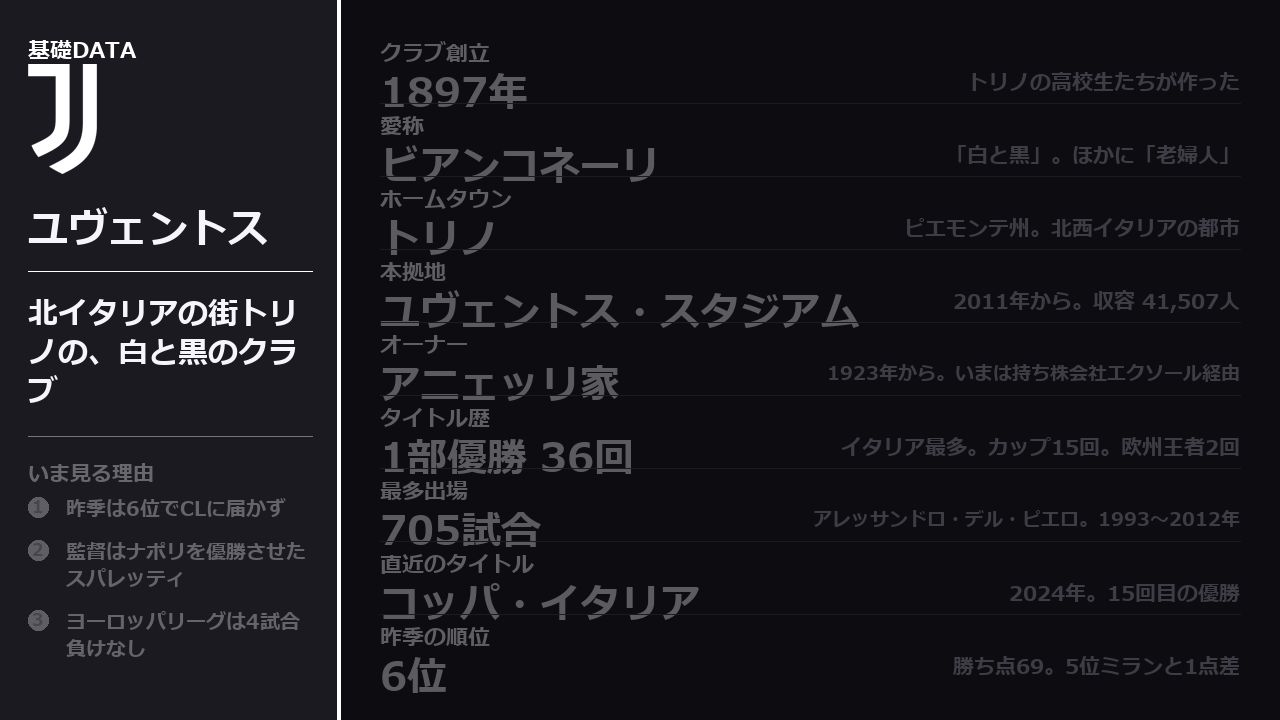 基礎DATA
ユヴェントス
北イタリアの街トリ
ノの、白と黒のクラ
ブ
いま見る理由
1 昨季は6位でCLに届かず
2 監督はナポリを優勝させた
スパレッティ
3 ヨーロッパリーグは4試合
負けなし
クラブ創立
1897年 トリノの高校生たちが作った
愛称
ビアンコネーリ 「白と黒」。ほかに「老婦人」
ホームタウン
トリノ ピエモンテ州。北西イタリアの都市
本拠地
ユヴェントス・スタジアム 2011年から。収容 41,507人
オーナー
アニェッリ家 1923年から。いまは持ち株会社エクソール経由
タイトル歴
1部優勝 36回 イタリア最多。カップ15回。欧州王者2回
最多出場
705試合 アレッサンドロ・デル・ピエロ。1993〜2012年
直近のタイトル
コッパ・イタリア 2024年。15回目の優勝
昨季の順位
6位 勝ち点69。5位ミランと1点差